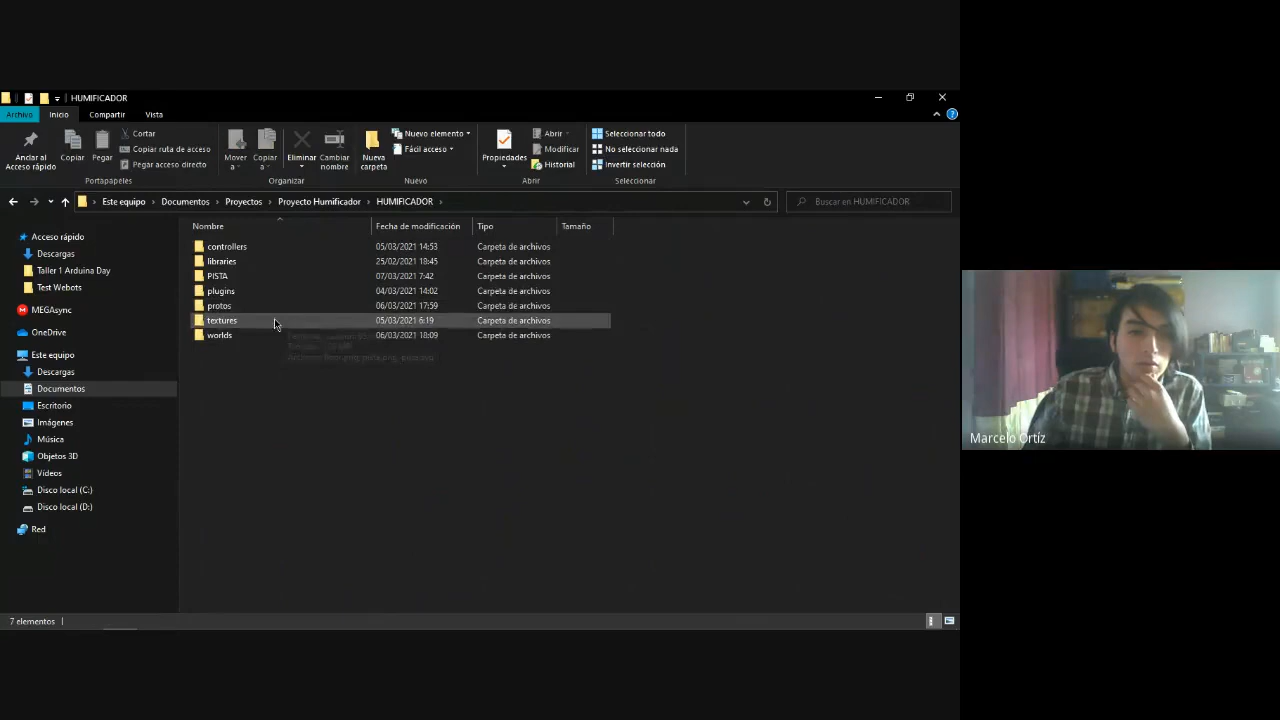 HUMIFICADOR
Archivo Inicio Compartir Vista
Anclar al Acceso rápido
Copiar
Pegar
Cortar
Copiar ruta de acceso
Pegar acceso directo
Portapapeles
Mover a
Copiar a
Eliminar
Cambiar nombre
Organizar
Nueva carpeta
Nuevo elemento
Fácil acceso
Nuevo
Propiedades
Abrir
Modificar
Historial
Abrir
Seleccionar todo
No seleccionar nada
Invertir selección
Seleccionar
Este equipo > Documentos > Proyectos > Proyecto Humificador > HUMIFICADOR >
Buscar en HUMIFICADOR
Acceso rápido
Descargas
Taller 1 Arduina Day
Test Webots
MEGAsync
OneDrive
Este equipo
Descargas
Documentos
Escritorio
Imágenes
Música
Objetos 3D
Vídeos
Disco local (C:)
Disco local (D:)
Red
Nombre Fecha de modificación Tipo Tamaño
controllers 05/03/2021 14:53 Carpeta de archivos
libraries 25/02/2021 18:45 Carpeta de archivos
PISTA 07/03/2021 7:42 Carpeta de archivos
plugins 04/03/2021 14:02 Carpeta de archivos
protos 06/03/2021 17:59 Carpeta de archivos
textures 05/03/2021 6:19 Carpeta de archivos
worlds 06/03/2021 18:09 Carpeta de archivos
7 elementos
Marcelo Ortíz